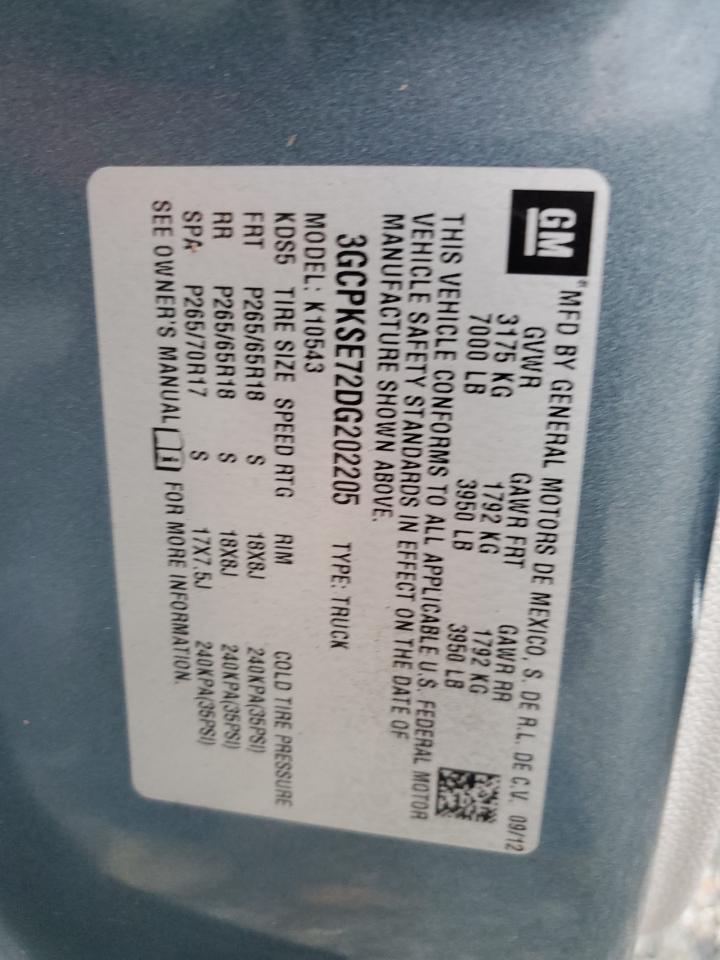 GM
® MFD BY GENERAL MOTORS DE MEXICO, S. DE R.L. DE C.V. 09/12
GVWR GAWR FRT GAWR RR
3175 KG 1792 KG 1792 KG
7000 LB 3950 LB 3950 LB
THIS VEHICLE CONFORMS TO ALL APPLICABLE U.S. FEDERAL MOTOR
VEHICLE SAFETY STANDARDS IN EFFECT ON THE DATE OF
MANUFACTURE SHOWN ABOVE.
3GCPKSE72DG202205 TYPE: TRUCK
MODEL: K10543
KDS5 TIRE SIZE SPEED RTG RIM COLD TIRE PRESSURE
FRT P265/65R18 S 18X8J 240KPA(35PSI)
RR P265/65R18 S 18X8J 240KPA(35PSI)
SPA P265/70R17 S 17X7.5J 240KPA(35PSI)
SEE OWNER'S MANUAL i FOR MORE INFORMATION.